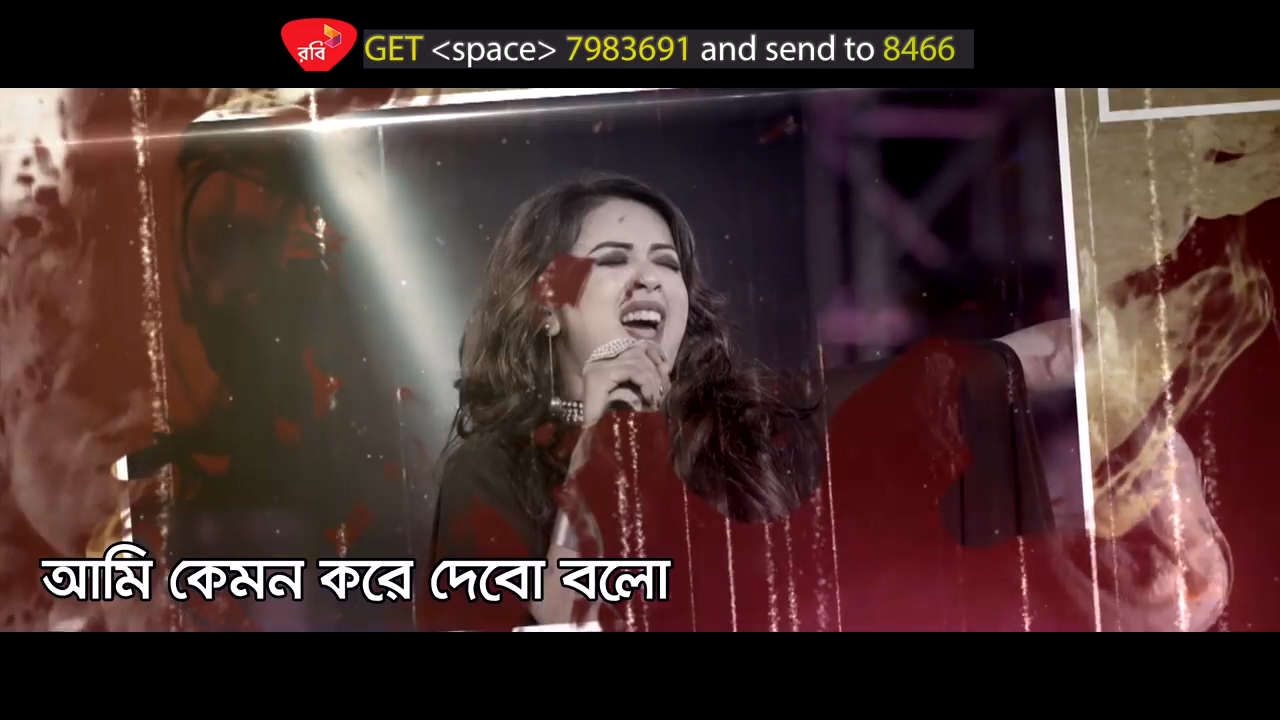 রবি GET <space> 7983691 and send to 8466
আমি কেমন করে দেবো বলো